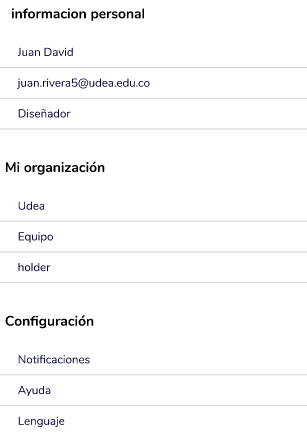 informacion personal
Juan David
juan.rivera5@udea.edu.co
Diseñador
Mi organización
Udea
Equipo
holder
Configuración
Notificaciones
Ayuda
Lenguaje